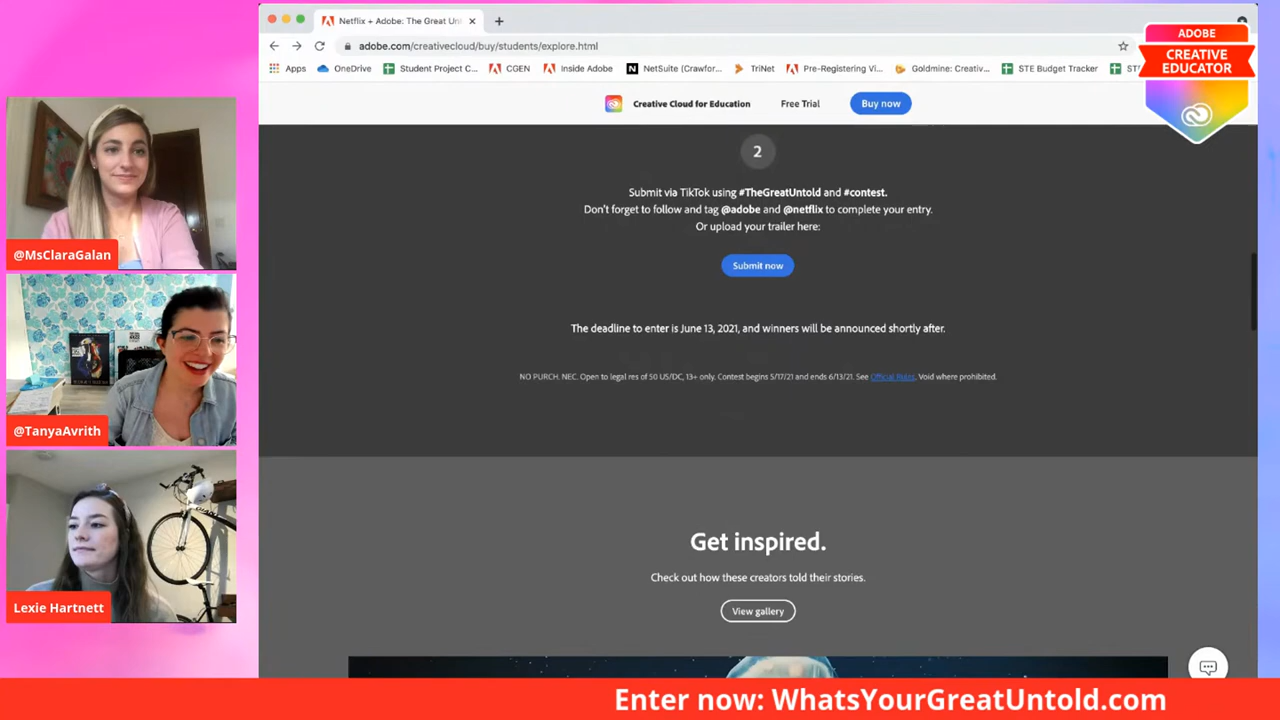 Netflix + Adobe: The Great Un
adobe.com/creativecloud/buy/students/explore.html
Apps
OneDrive
Student Project C...
CGEN
Inside Adobe
NetSuite (Crawfor...
TriNet
Pre-Registering Vi...
Goldmine: Creativ...
STE Budget Tracker
ADOBE
CREATIVE
EDUCATOR
Creative Cloud for Education
Free Trial
Buy now
2
Submit via TikTok using #TheGreatUntold and #contest.
Don't forget to follow and tag @adobe and @netflix to complete your entry.
Or upload your trailer here:
Submit now
The deadline to enter is June 13, 2021, and winners will be announced shortly after.
NO PURCH. NEC. Open to legal res of 50 US/DC, 13+ only. Contest begins 5/17/21 and ends 6/13/21. See Official Rules. Void where prohibited.
Get inspired.
Check out how these creators told their stories.
View gallery
@MsClaraGalan
@TanyaAvrith
Lexie Hartnett
Enter now: WhatsYourGreatUntold.com